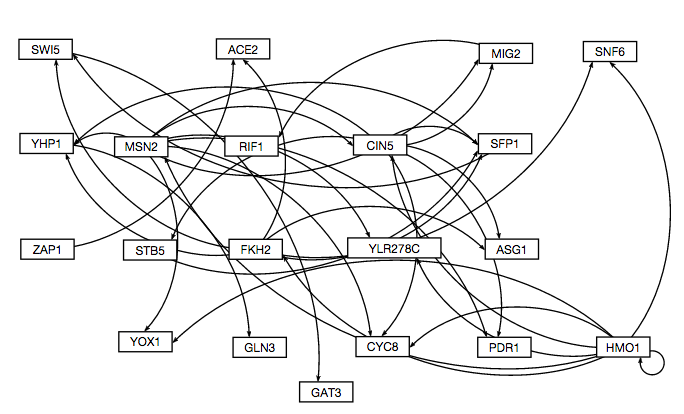 SWI5
ACE2
MIG2
SNF6
YHP1
MSN2
RIF1
CIN5
SFP1
ZAP1
STB5
FKH2
YLR278C
ASG1
YOX1
GLN3
CYC8
PDR1
HMO1
GAT3